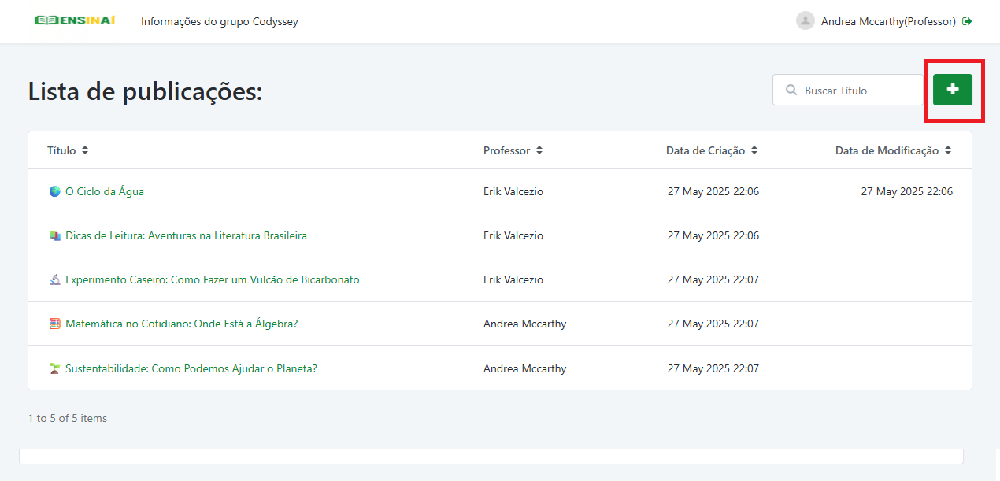 ENSINAÍ Informações do grupo Codyssey Andrea Mccarthy(Professor)
Lista de publicações: Buscar Título
Título Professor Data de Criação Data de Modificação
O Ciclo da Água Erik Valcezio 27 May 2025 22:06 27 May 2025 22:06
Dicas de Leitura: Aventuras na Literatura Brasileira Erik Valcezio 27 May 2025 22:06
Experimento Caseiro: Como Fazer um Vulcão de Bicarbonato Erik Valcezio 27 May 2025 22:07
Matemática no Cotidiano: Onde Está a Álgebra? Andrea Mccarthy 27 May 2025 22:07
Sustentabilidade: Como Podemos Ajudar o Planeta? Andrea Mccarthy 27 May 2025 22:07
1 to 5 of 5 items